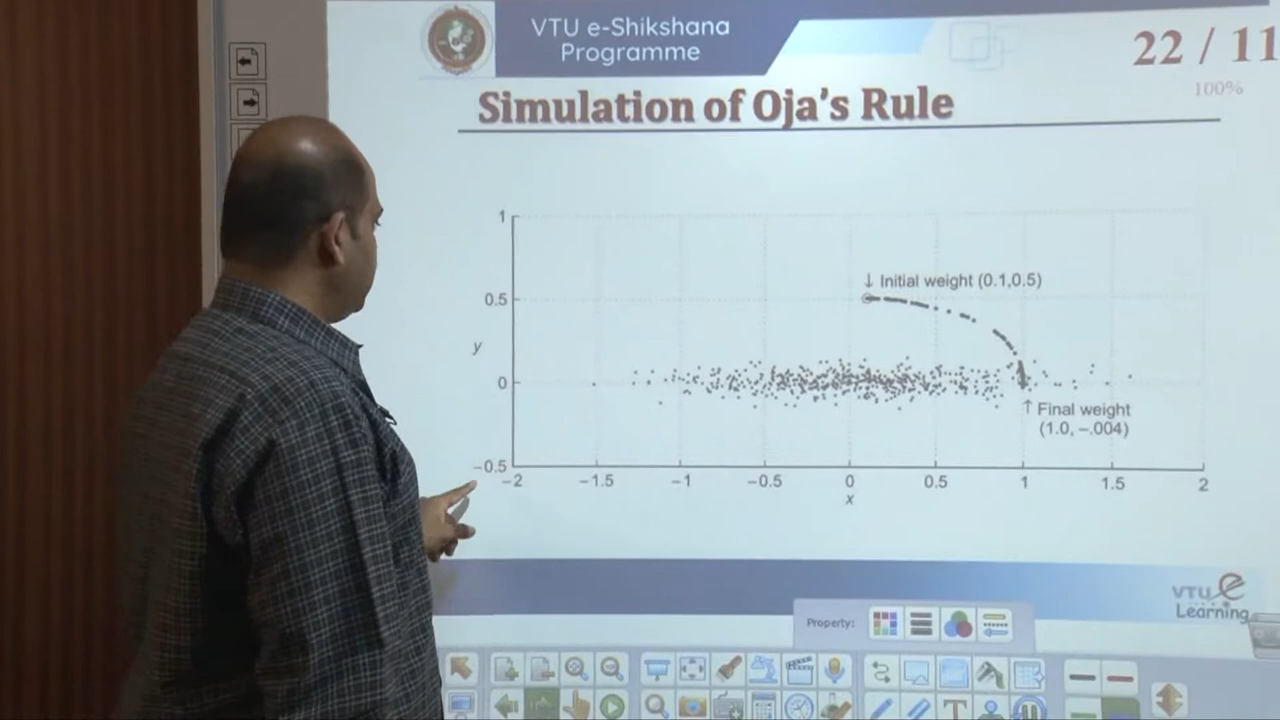 VTU e-Shikshana
Programme
22 / 11
100%
Simulation of Oja's Rule
1
↓ Initial weight (0.1,0.5)
0.5
y
0
↑ Final weight
(1.0, –.004)
–0.5
–2
–1.5
–1
–0.5
0
0.5
1
1.5
2
x
VTU e
Learning
Property:
T